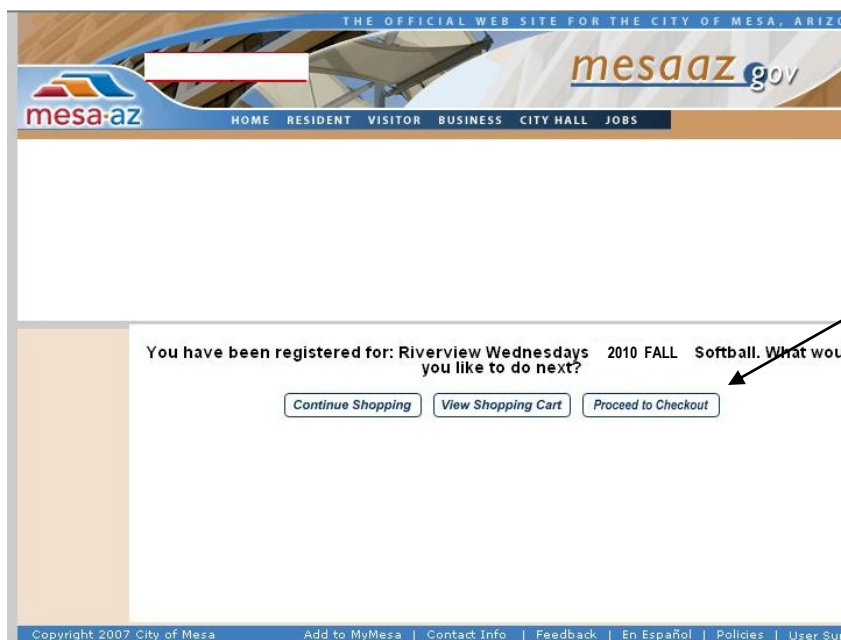 THE OFFICIAL WEB SITE FOR THE CITY OF MESA, ARIZO
mesaaz gov
mesa·az
HOME RESIDENT VISITOR BUSINESS CITY HALL JOBS
You have been registered for: Riverview Wednesdays 2010 FALL Softball. What wou
you like to do next?
Continue Shopping View Shopping Cart Proceed to Checkout
Copyright 2007 City of Mesa Add to MyMesa | Contact Info | Feedback | En Español | Policies | User Su